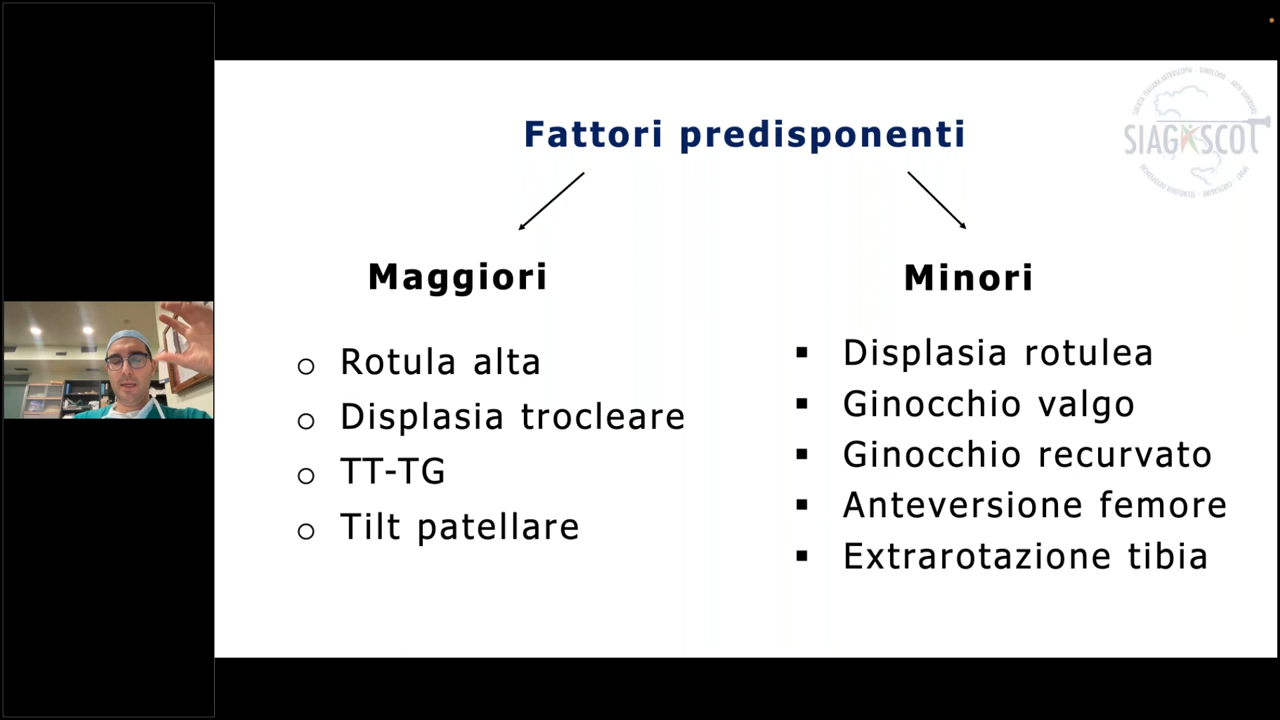 Fattori predisponenti
SIAGASCOT
Maggiori
Rotula alta
Displasia trocleare
TT-TG
Tilt patellare
Minori
Displasia rotulea
Ginocchio valgo
Ginocchio recurvato
Anteversione femore
Extrarotazione tibia